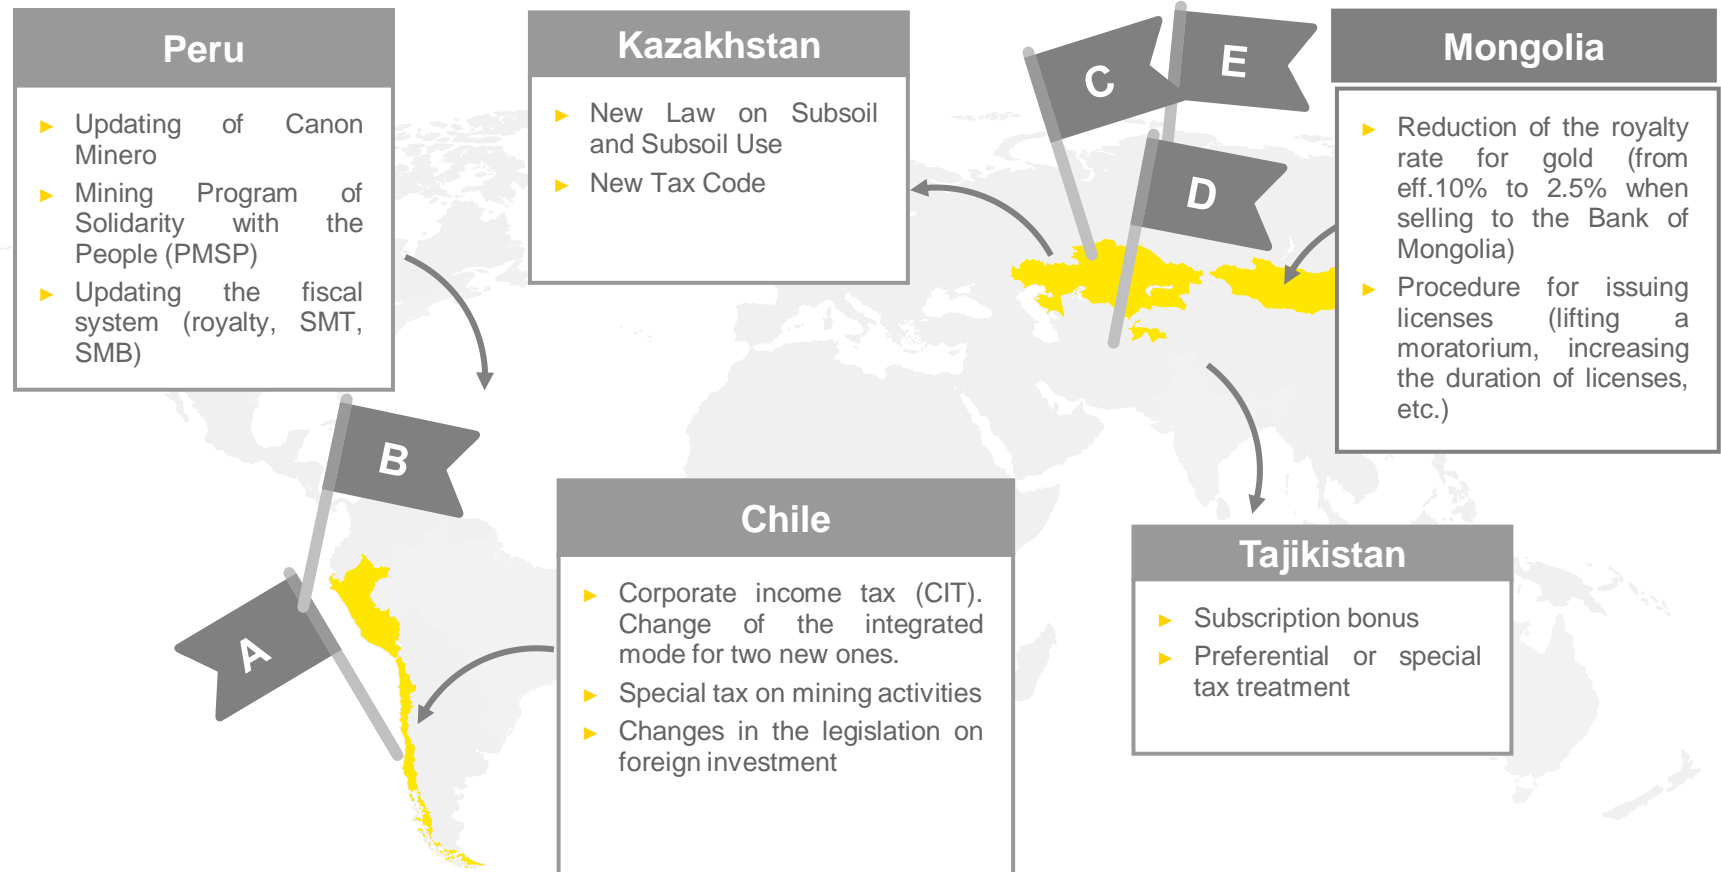 Peru
► Updating of Canon
Minero
► Mining Program of
Solidarity with the
People (PMSP)
► Updating the fiscal
system (royalty, SMT,
SMB)
Kazakhstan
► New Law on Subsoil
and Subsoil Use
► New Tax Code
C
E
D
Mongolia
► Reduction of the royalty
rate for gold (from
eff.10% to 2.5% when
selling to the Bank of
Mongolia)
► Procedure for issuing
licenses (lifting a
moratorium, increasing
the duration of licenses,
etc.)
B
A
Chile
► Corporate income tax (CIT).
Change of the integrated
mode for two new ones.
► Special tax on mining activities
► Changes in the legislation on
foreign investment
Tajikistan
► Subscription bonus
► Preferential or special
tax treatment